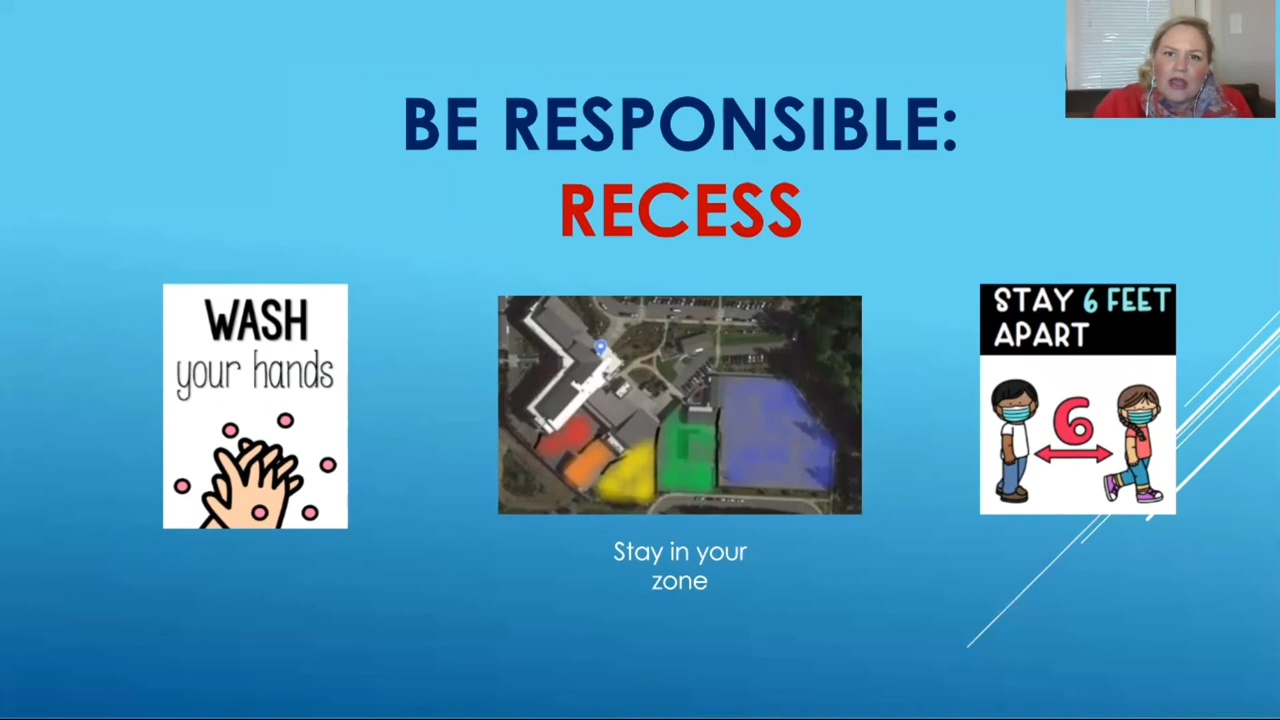 BE RESPONSIBLE:
RECESS
WASH
your hands
Stay in your
zone
STAY 6 FEET
APART
6